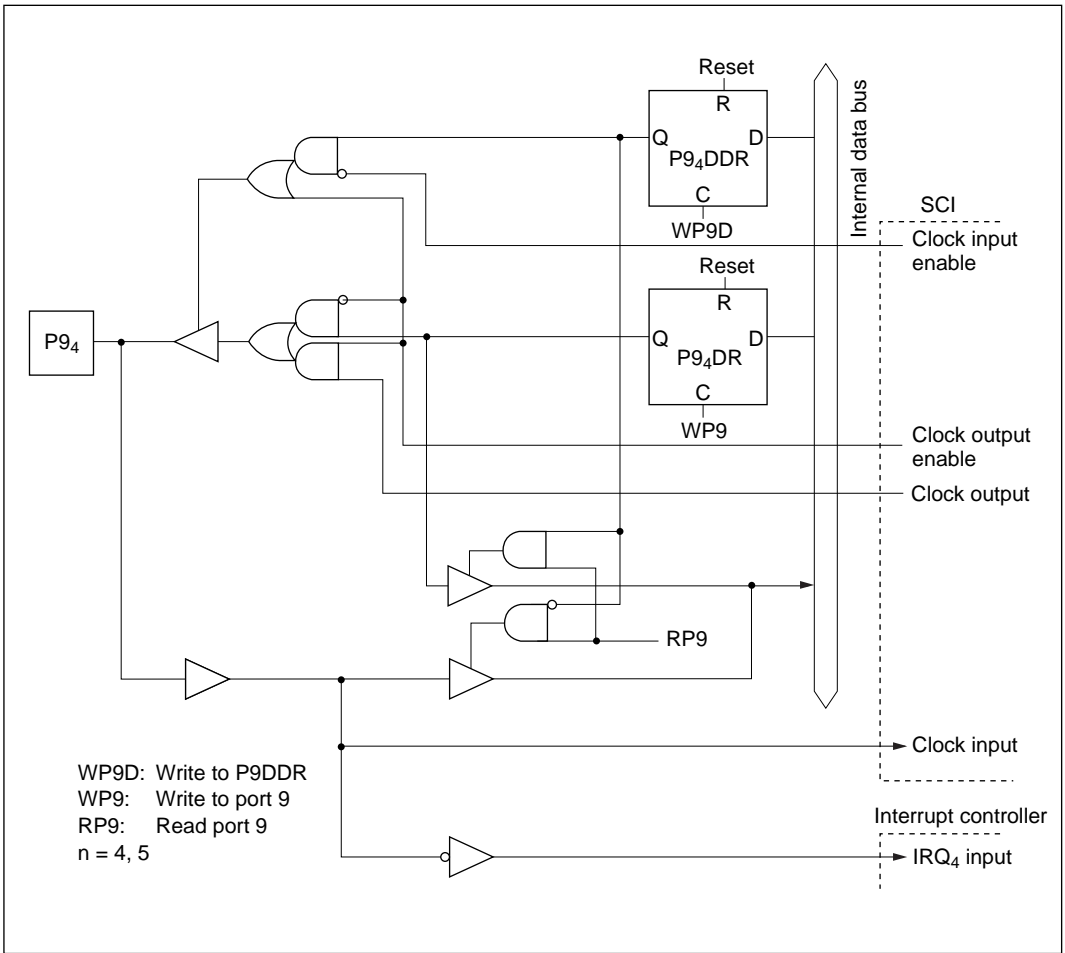 Reset
R
Q
D
P9₄DDR
C
WP9D
Internal data bus
SCI
Clock input
enable
Reset
R
P9₄
Q
D
P9₄DR
C
WP9
Clock output
enable
Clock output
RP9
Clock input
WP9D: Write to P9DDR
WP9: Write to port 9
RP9: Read port 9
n = 4, 5
Interrupt controller
IRQ₄ input